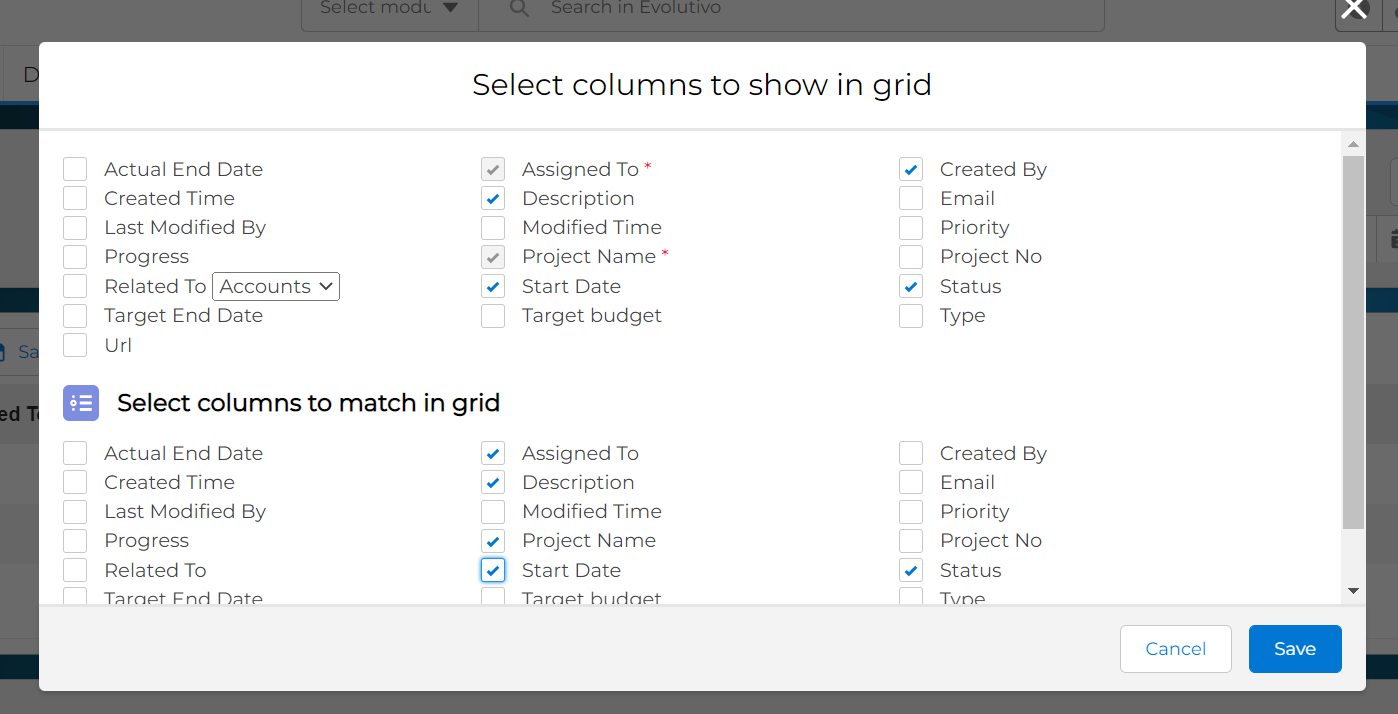 Select modu Search in Evolutivo
D
Select columns to show in grid
Actual End Date Assigned To * Created By
Created Time Description Email
Last Modified By Modified Time Priority
Progress Project Name * Project No
Related To Accounts Start Date Status
Target End Date Target budget Type
Url
Sa
Select columns to match in grid
ed To
Actual End Date Assigned To Created By
Created Time Description Email
Last Modified By Modified Time Priority
Progress Project Name Project No
Related To Start Date Status
Target End Date Target budget Type
Cancel Save